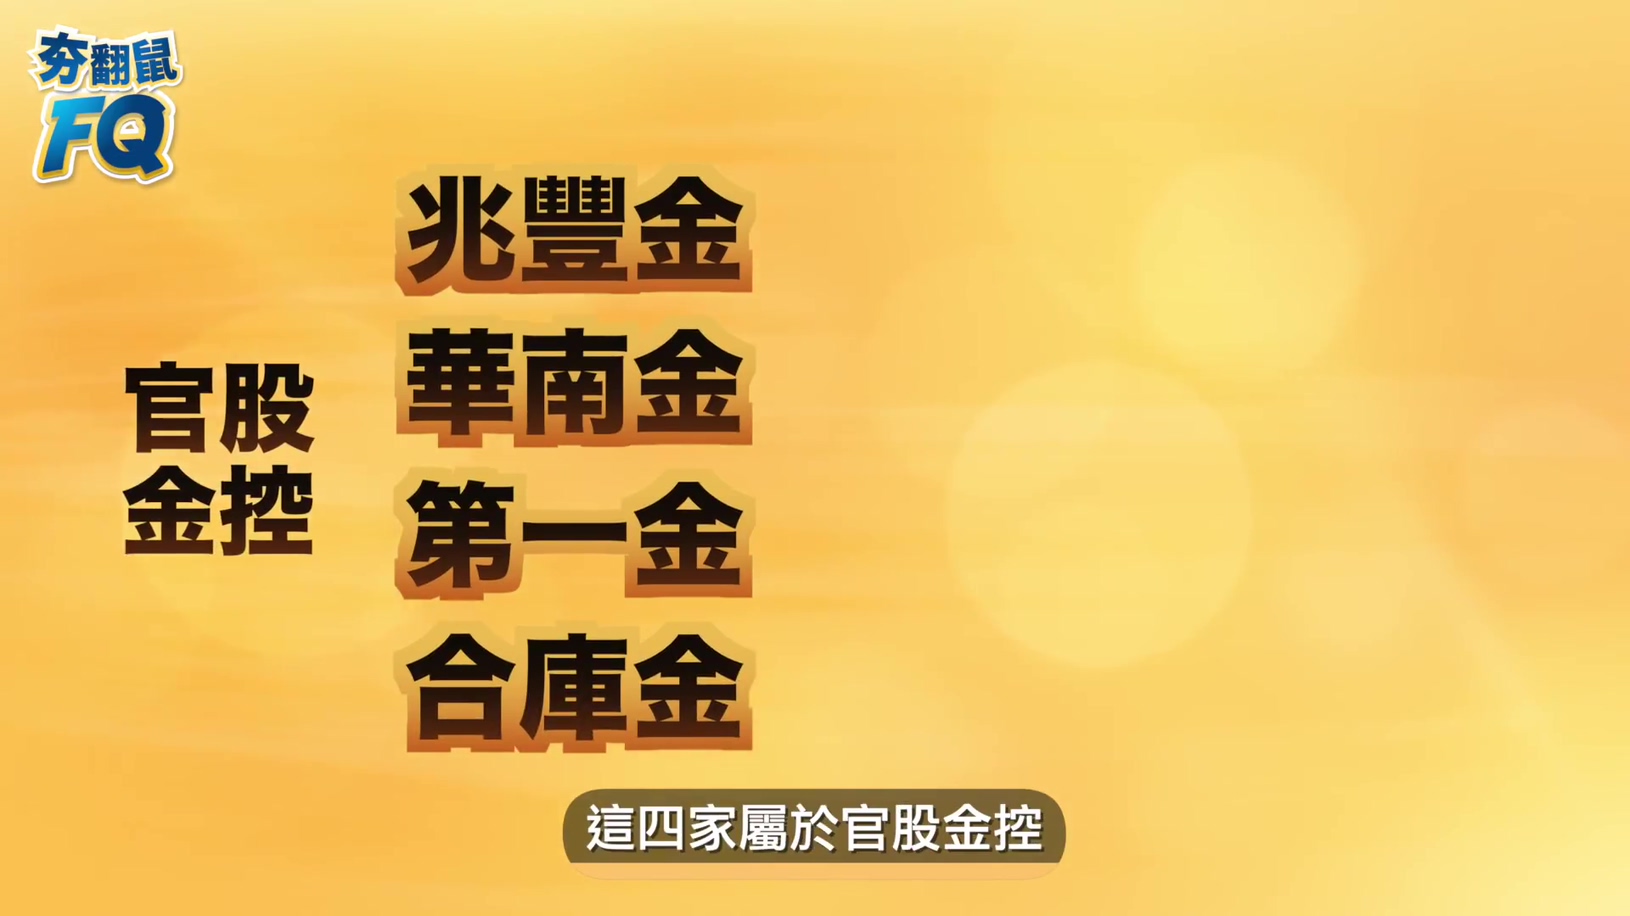 夯翻鼠
FQ
官股
金控
兆豐金
華南金
第一金
合庫金
這四家屬於官股金控